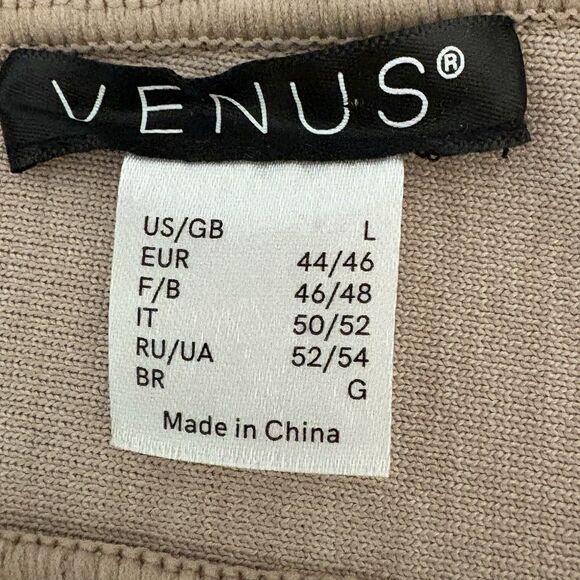 VENUS®
US/GB L
EUR 44/46
F/B 46/48
IT 50/52
RU/UA 52/54
BR G
Made in China